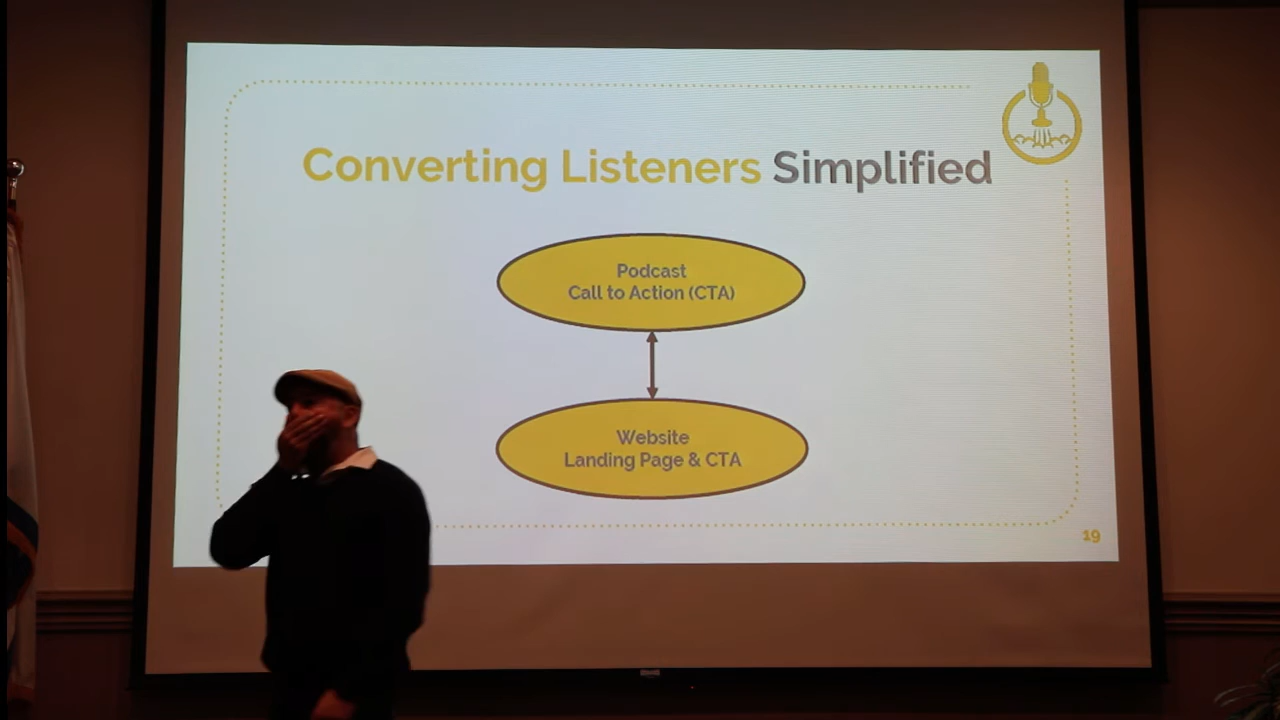 Converting Listeners Simplified
Podcast
Call to Action (CTA)
Website
Landing Page & CTA
19